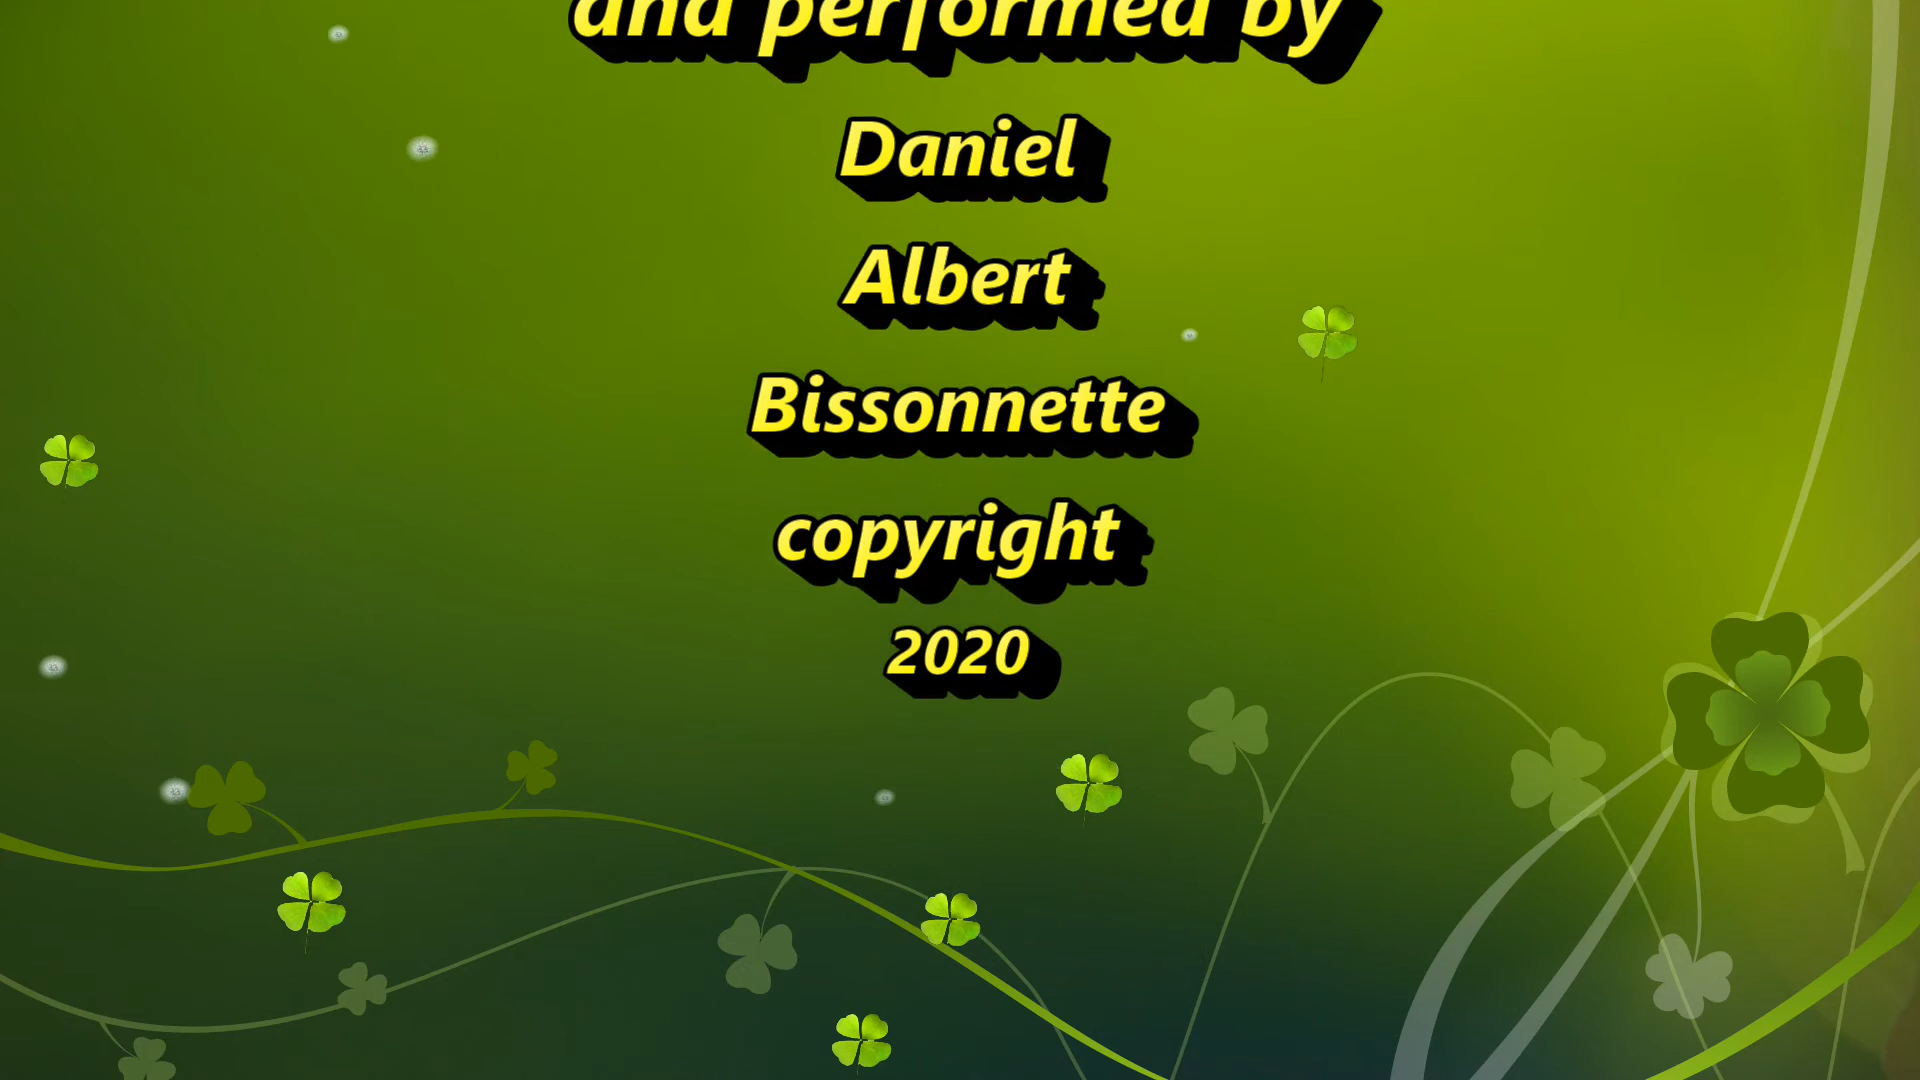 and performed by
Daniel
Albert
Bissonnette
copyright
2020